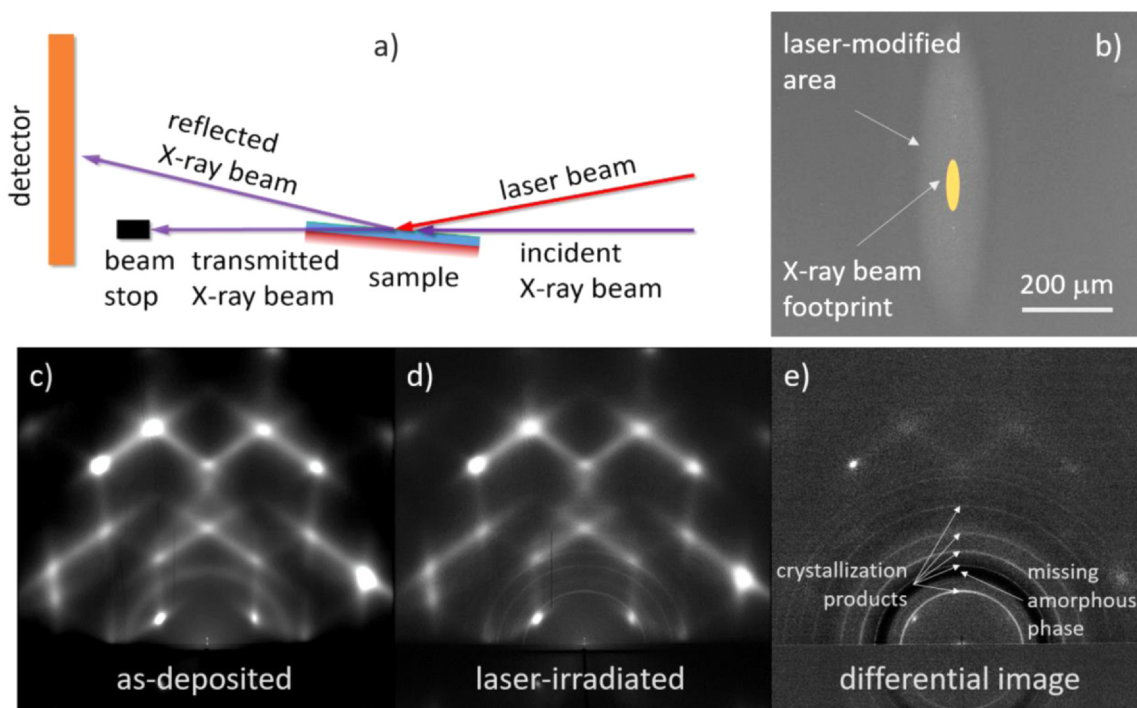 a)
detector
reflected
X-ray beam
laser beam
beam
stop
transmitted
X-ray beam
sample
incident
X-ray beam
b)
laser-modified
area
X-ray beam
footprint
200 μm
c)
as-deposited
d)
laser-irradiated
e)
crystallization
products
missing
amorphous
phase
differential image